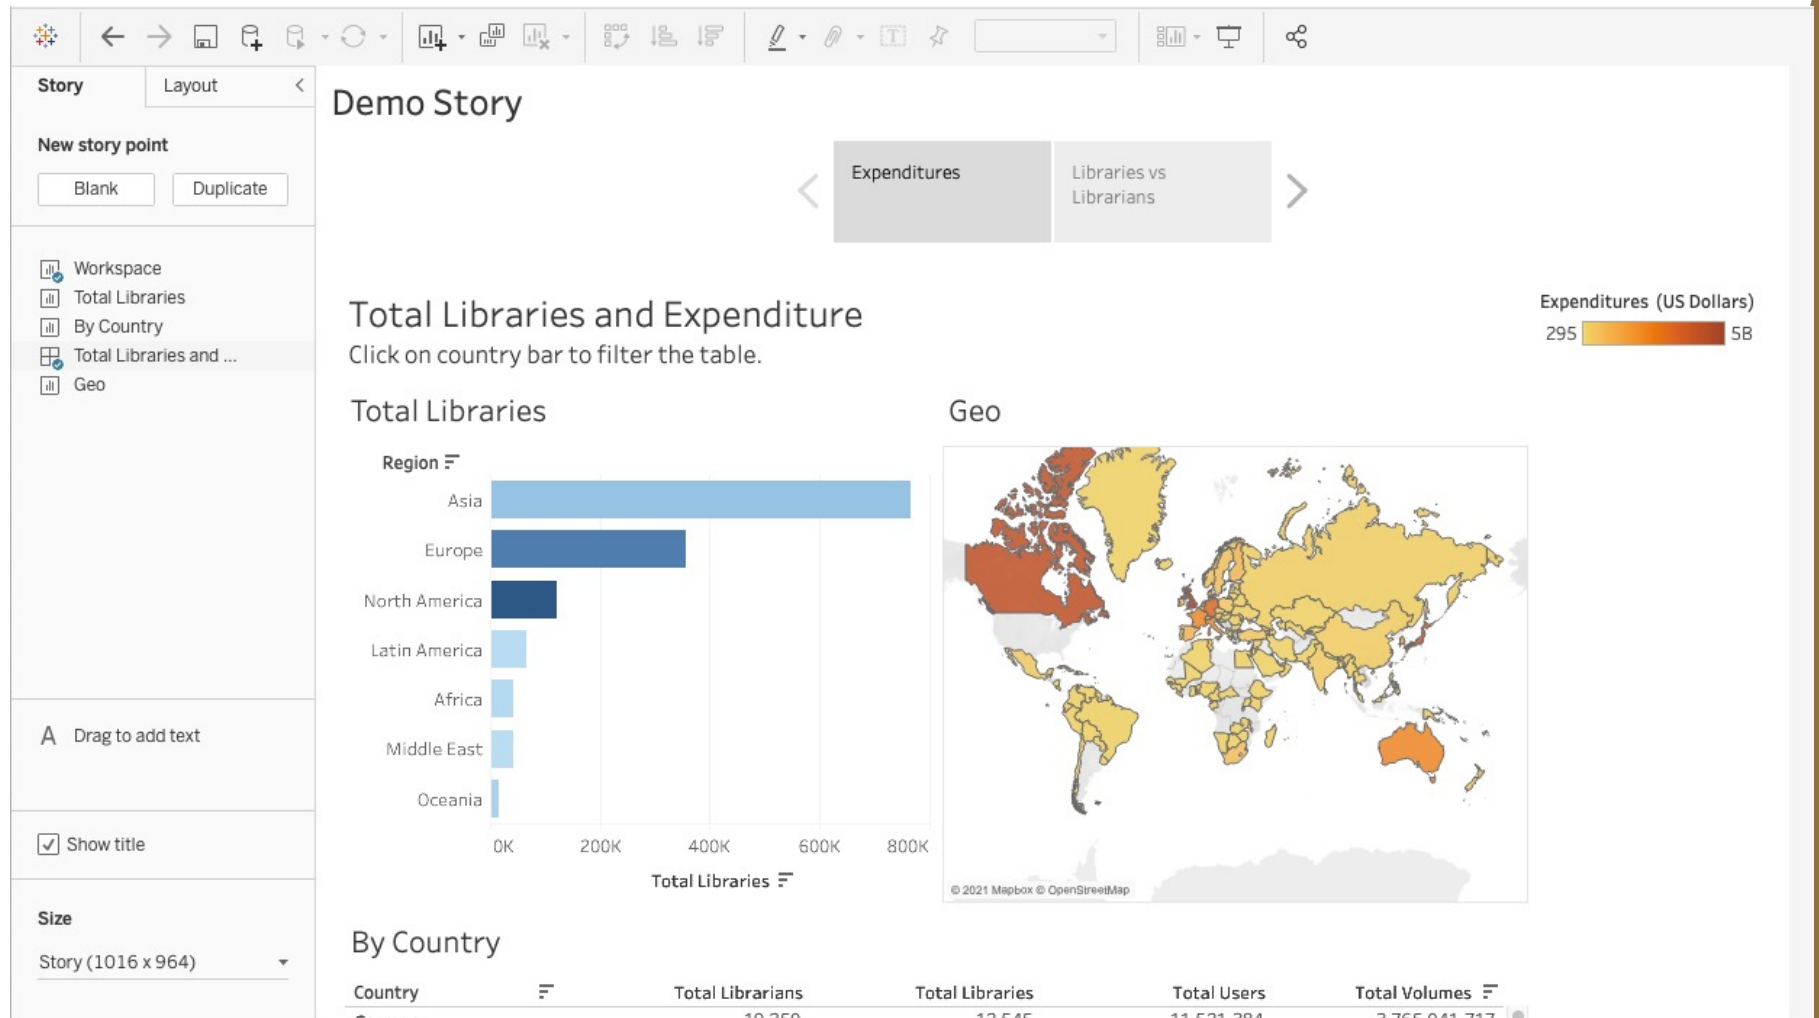 Story
Layout
Demo Story
New story point
Blank
Duplicate
Expenditures
Libraries vs
Librarians
Workspace
Total Libraries
By Country
Total Libraries and ...
Geo
Total Libraries and Expenditure
Click on country bar to filter the table.
Expenditures (US Dollars)
295
5B
Total Libraries
Region
Asia
Europe
North America
Latin America
Africa
Middle East
Oceania
0K 200K 400K 600K 800K
Total Libraries
Geo
© 2021 Mapbox © OpenStreetMap
A Drag to add text
Show title
Size
Story (1016 x 964)
By Country
Country Total Librarians Total Libraries Total Users Total Volumes